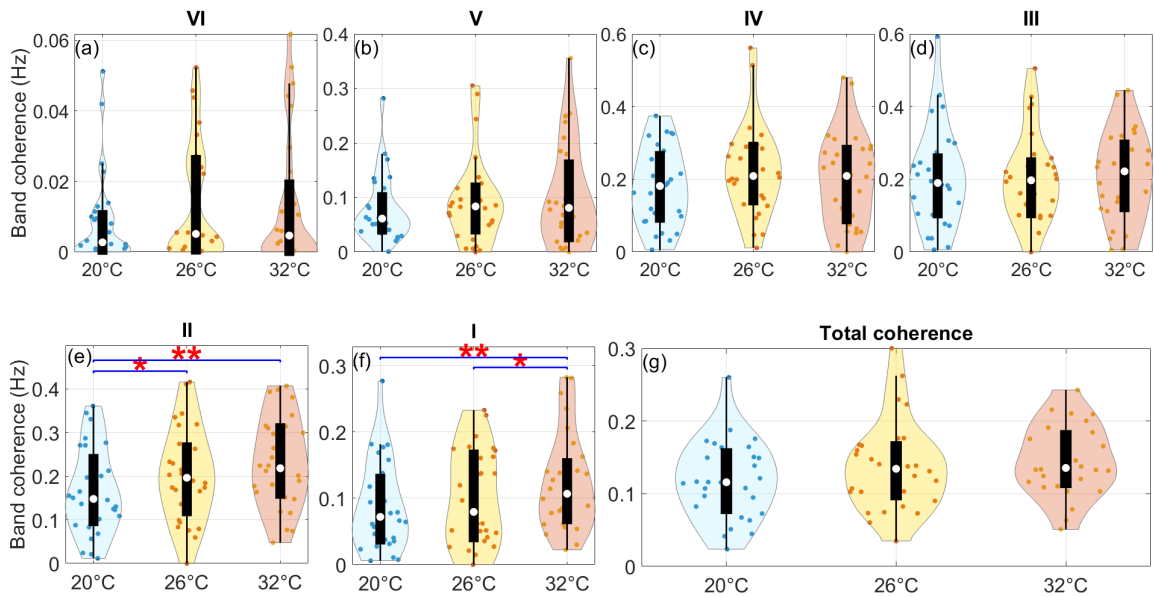 VI V IV III
Band coherence (Hz)
(a) (b) (c) (d)
0.06 0.4 0.6 0.6
0.3
0.04 0.4 0.4
0.2
0.02 0.2 0.2
0.1
0 0 0 0
20°C 26°C 32°C 20°C 26°C 32°C 20°C 26°C 32°C 20°C 26°C 32°C
II I Total coherence
Band coherence (Hz)
(e) ** * (f) ** * (g)
0.4 0.3 0.3
0.3 0.2 0.2
0.2
0.1 0.1 0.1
0 0 0
20°C 26°C 32°C 20°C 26°C 32°C 20°C 26°C 32°C